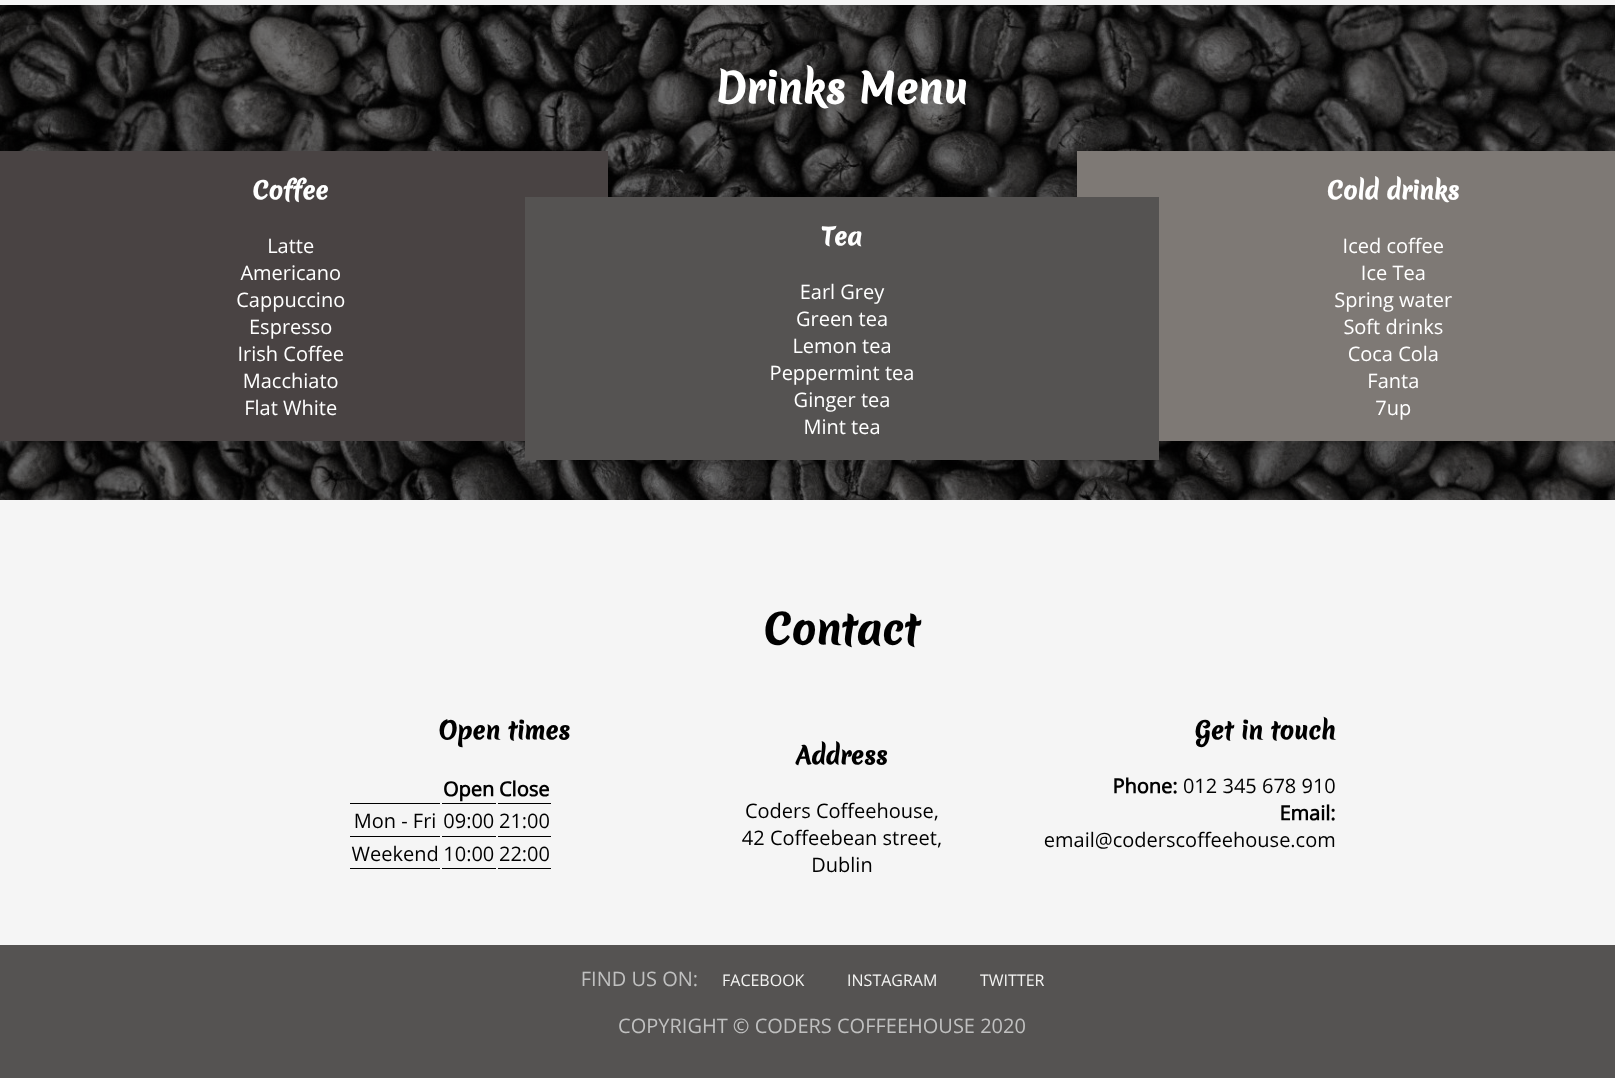 Drinks Menu
Coffee
Latte
Americano
Cappuccino
Espresso
Irish Coffee
Macchiato
Flat White
Tea
Earl Grey
Green tea
Lemon tea
Peppermint tea
Ginger tea
Mint tea
Cold drinks
Iced coffee
Ice Tea
Spring water
Soft drinks
Coca Cola
Fanta
7up
Contact
Open times
Open Close
Mon - Fri 09:00 21:00
Weekend 10:00 22:00
Address
Coders Coffeehouse,
42 Coffeebean street,
Dublin
Get in touch
Phone: 012 345 678 910
Email:
email@coderscoffeehouse.com
FIND US ON: FACEBOOK INSTAGRAM TWITTER
COPYRIGHT © CODERS COFFEEHOUSE 2020